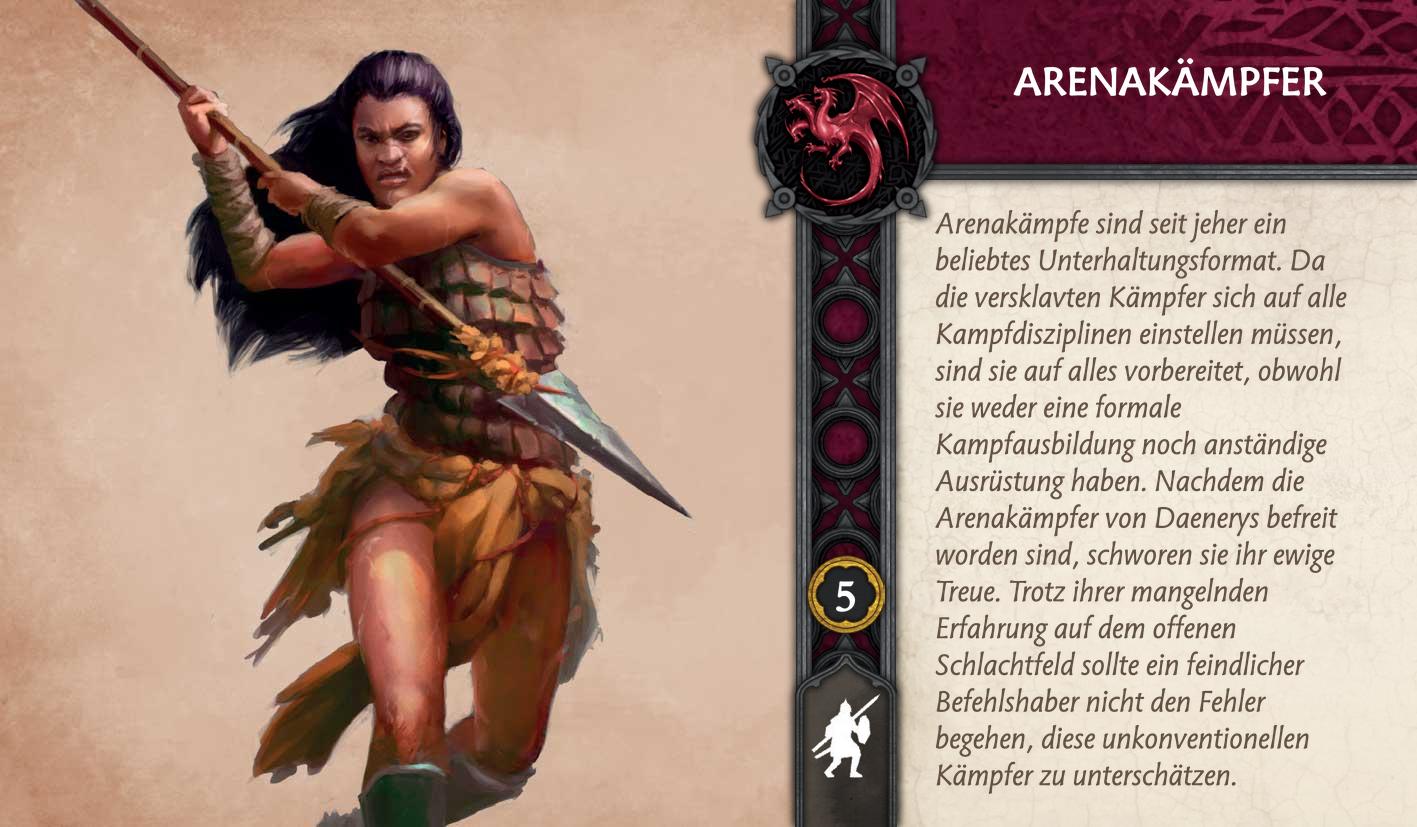 ARENAKÄMPFER
Arenakämpfe sind seit jeher ein
beliebtes Unterhaltungsformat. Da
die versklavten Kämpfer sich auf alle
Kampfdisziplinen einstellen müssen,
sind sie auf alles vorbereitet, obwohl
sie weder eine formale
Kampfausbildung noch anständige
Ausrüstung haben. Nachdem die
Arenakämpfer von Daenerys befreit
worden sind, schworen sie ihr ewige
Treue. Trotz ihrer mangelnden
Erfahrung auf dem offenen
Schlachtfeld sollte ein feindlicher
Befehlshaber nicht den Fehler
begehen, diese unkonventionellen
Kämpfer zu unterschätzen.
5